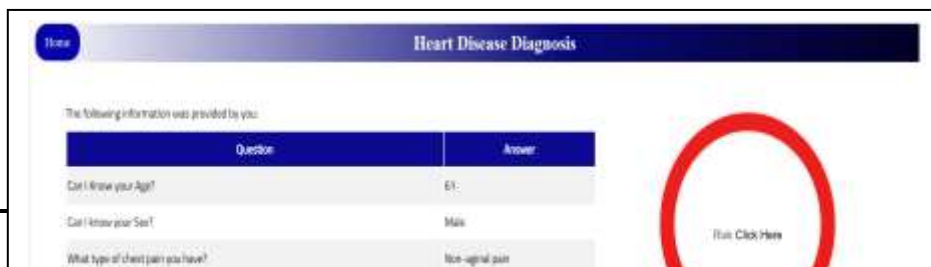 Home
Heart Disease Diagnosis
The following information was provided by you:
Question Answer
Can I Know your Age? 61
Can I know your Sex? Male
What type of chest pain you have? Non-aginal pain
Click Here